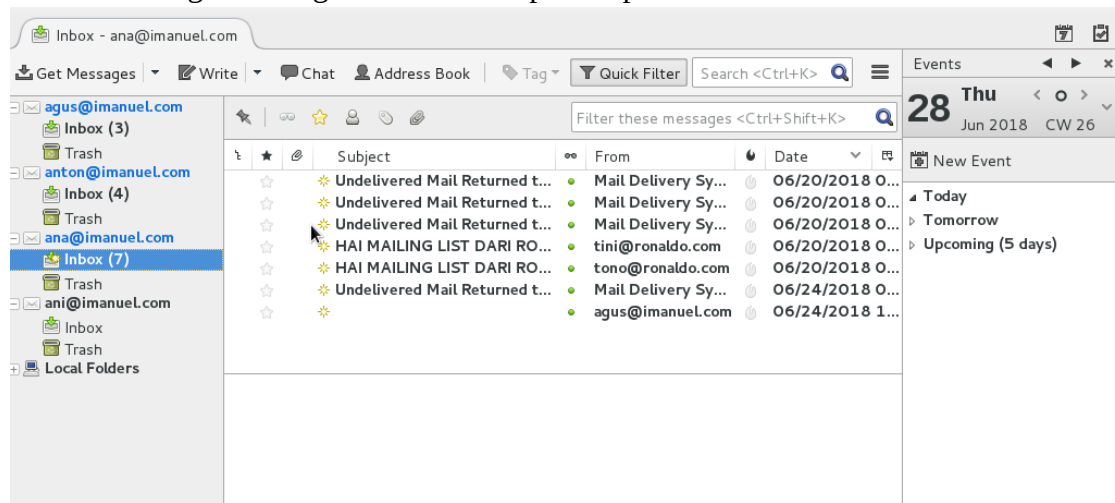 Inbox - ana@imanuel.com
Get Messages Write Chat Address Book Tag Quick Filter Search <Ctrl+K>
Events
28 Thu
Jun 2018 CW 26
New Event
Today
Tomorrow
Upcoming (5 days)
agus@imanuel.com
Inbox (3)
Trash
anton@imanuel.com
Inbox (4)
Trash
ana@imanuel.com
Inbox (7)
Trash
ani@imanuel.com
Inbox
Trash
Local Folders
Filter these messages <Ctrl+Shift+K>
Subject From Date
Undelivered Mail Returned t... Mail Delivery Sy... 06/20/2018 0...
Undelivered Mail Returned t... Mail Delivery Sy... 06/20/2018 0...
Undelivered Mail Returned t... Mail Delivery Sy... 06/20/2018 0...
HAI MAILING LIST DARI RO... tini@ronaldo.com 06/20/2018 0...
HAI MAILING LIST DARI RO... tono@ronaldo.com 06/20/2018 0...
Undelivered Mail Returned t... Mail Delivery Sy... 06/24/2018 0...
agus@imanuel.com 06/24/2018 1...